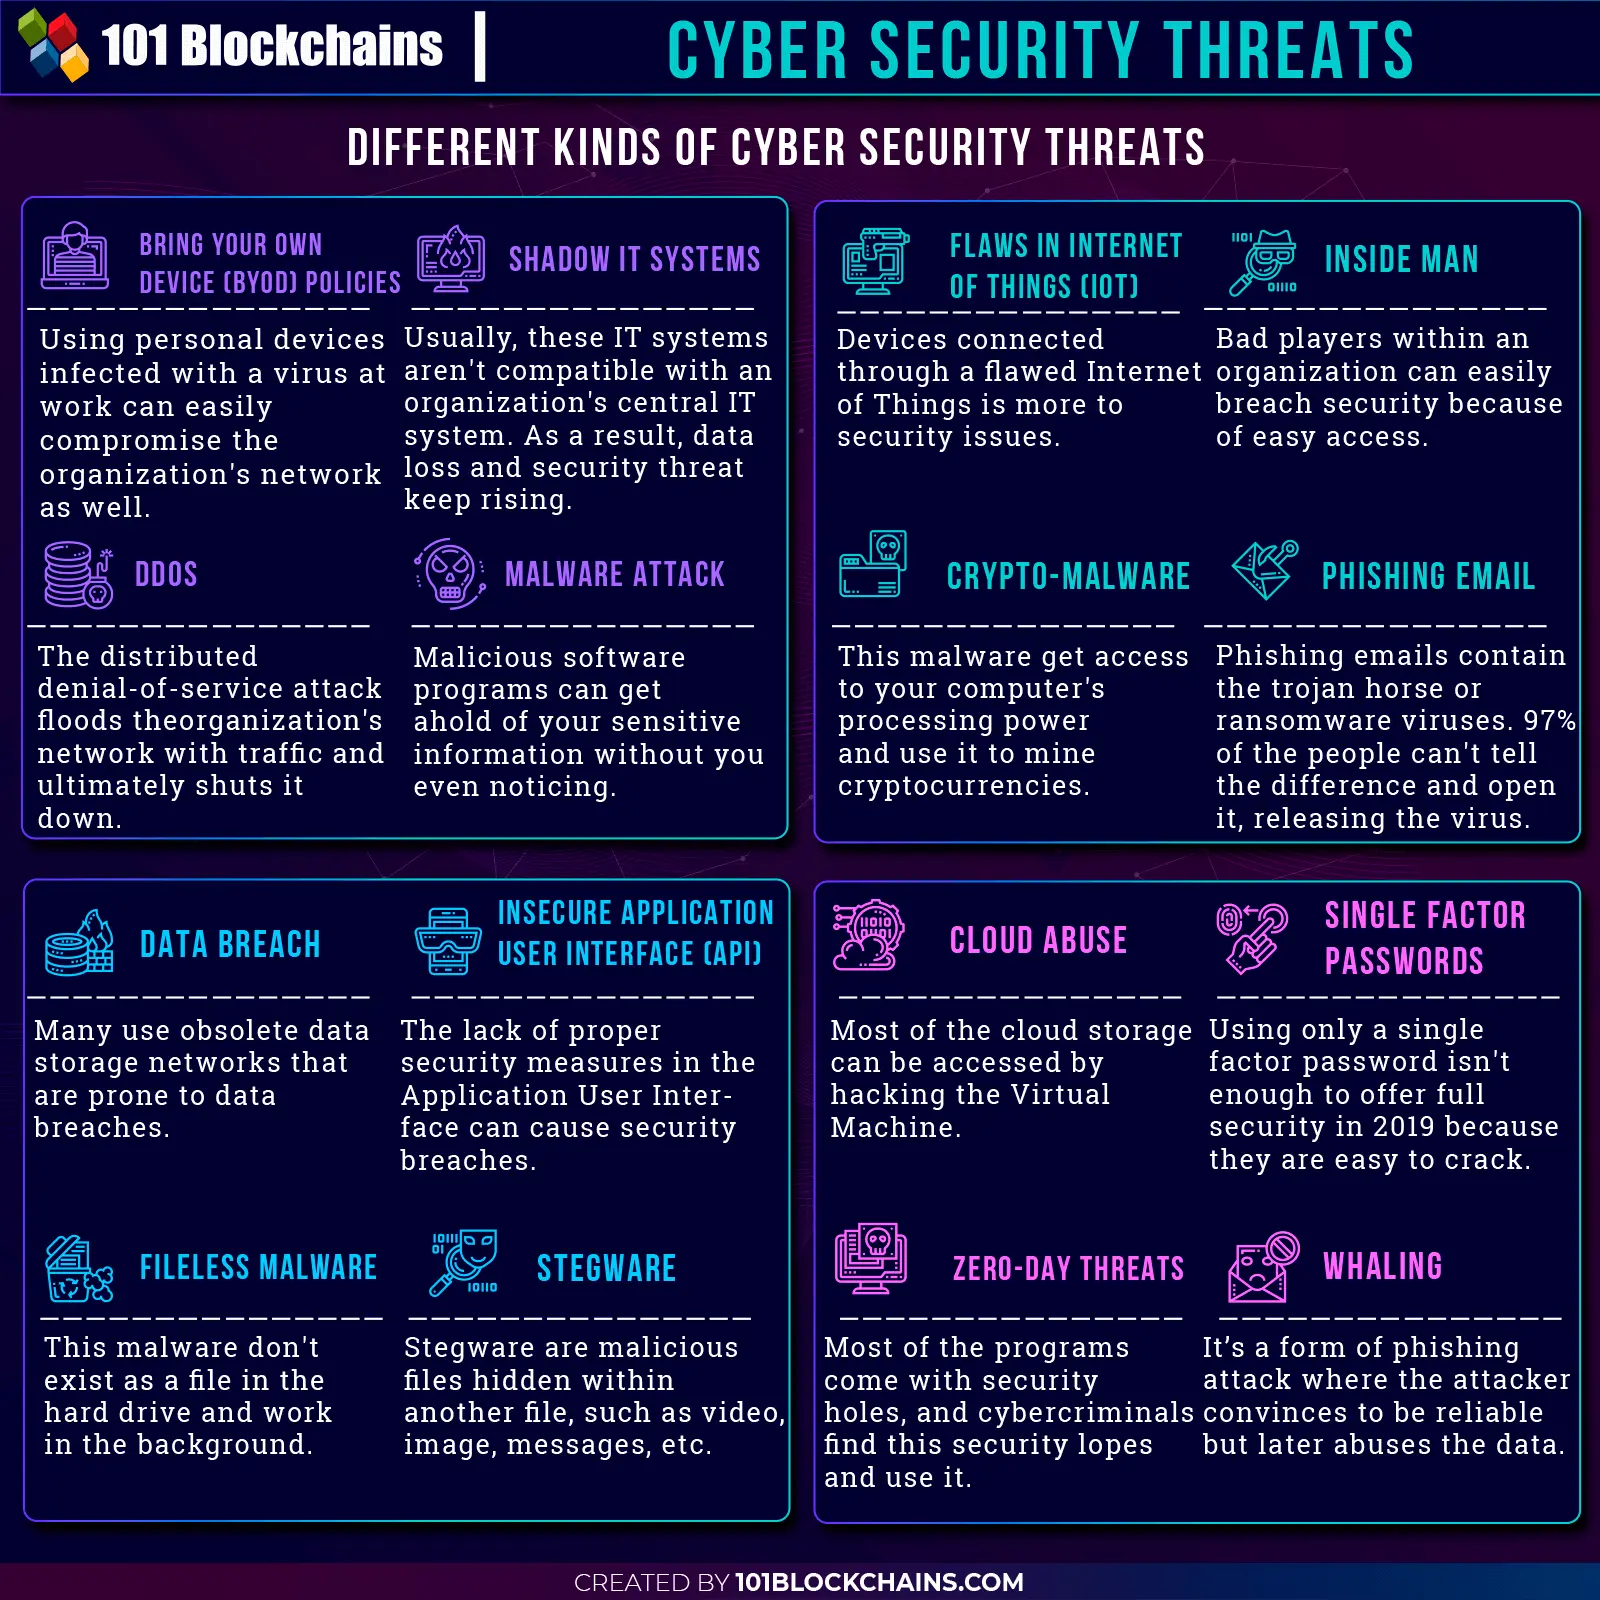 101 Blockchains
CYBER SECURITY THREATS
DIFFERENT KINDS OF CYBER SECURITY THREATS
BRING YOUR OWN
DEVICE (BYOD) POLICIES
Using personal devices
infected with a virus at
work can easily
compromise the
organization's network
as well.
SHADOW IT SYSTEMS
Usually, these IT systems
aren't compatible with an
organization's central IT
system. As a result, data
loss and security threat
keep rising.
DDOS
The distributed
denial-of-service attack
floods theorganization's
network with traffic and
ultimately shuts it
down.
MALWARE ATTACK
Malicious software
programs can get
ahold of your sensitive
information without you
even noticing.
FLAWS IN INTERNET
OF THINGS (IOT)
Devices connected
through a flawed Internet
of Things is more to
security issues.
1101
01110
INSIDE MAN
Bad players within an
organization can easily
breach security because
of easy access.
CRYPTO-MALWARE
This malware get access
to your computer's
processing power
and use it to mine
cryptocurrencies.
PHISHING EMAIL
Phishing emails contain
the trojan horse or
ransomware viruses. 97%
of the people can't tell
the difference and open
it, releasing the virus.
DATA BREACH
Many use obsolete data
storage networks that
are prone to data
breaches.
INSECURE APPLICATION
USER INTERFACE (API)
The lack of proper
security measures in the
Application User Inter-
face can cause security
breaches.
FILELESS MALWARE
This malware don't
exist as a file in the
hard drive and work
in the background.
10111
01
10110
STEGWARE
Stegware are malicious
files hidden within
another file, such as video,
image, messages, etc.
CLOUD ABUSE
Most of the cloud storage
can be accessed by
hacking the Virtual
Machine.
SINGLE FACTOR
PASSWORDS
Using only a single
factor password isn't
enough to offer full
security in 2019 because
they are easy to crack.
ZERO-DAY THREATS
Most of the programs
come with security
holes, and cybercriminals
find this security lopes
and use it.
WHALING
It’s a form of phishing
attack where the attacker
convinces to be reliable
but later abuses the data.
CREATED BY 101BLOCKCHAINS.COM